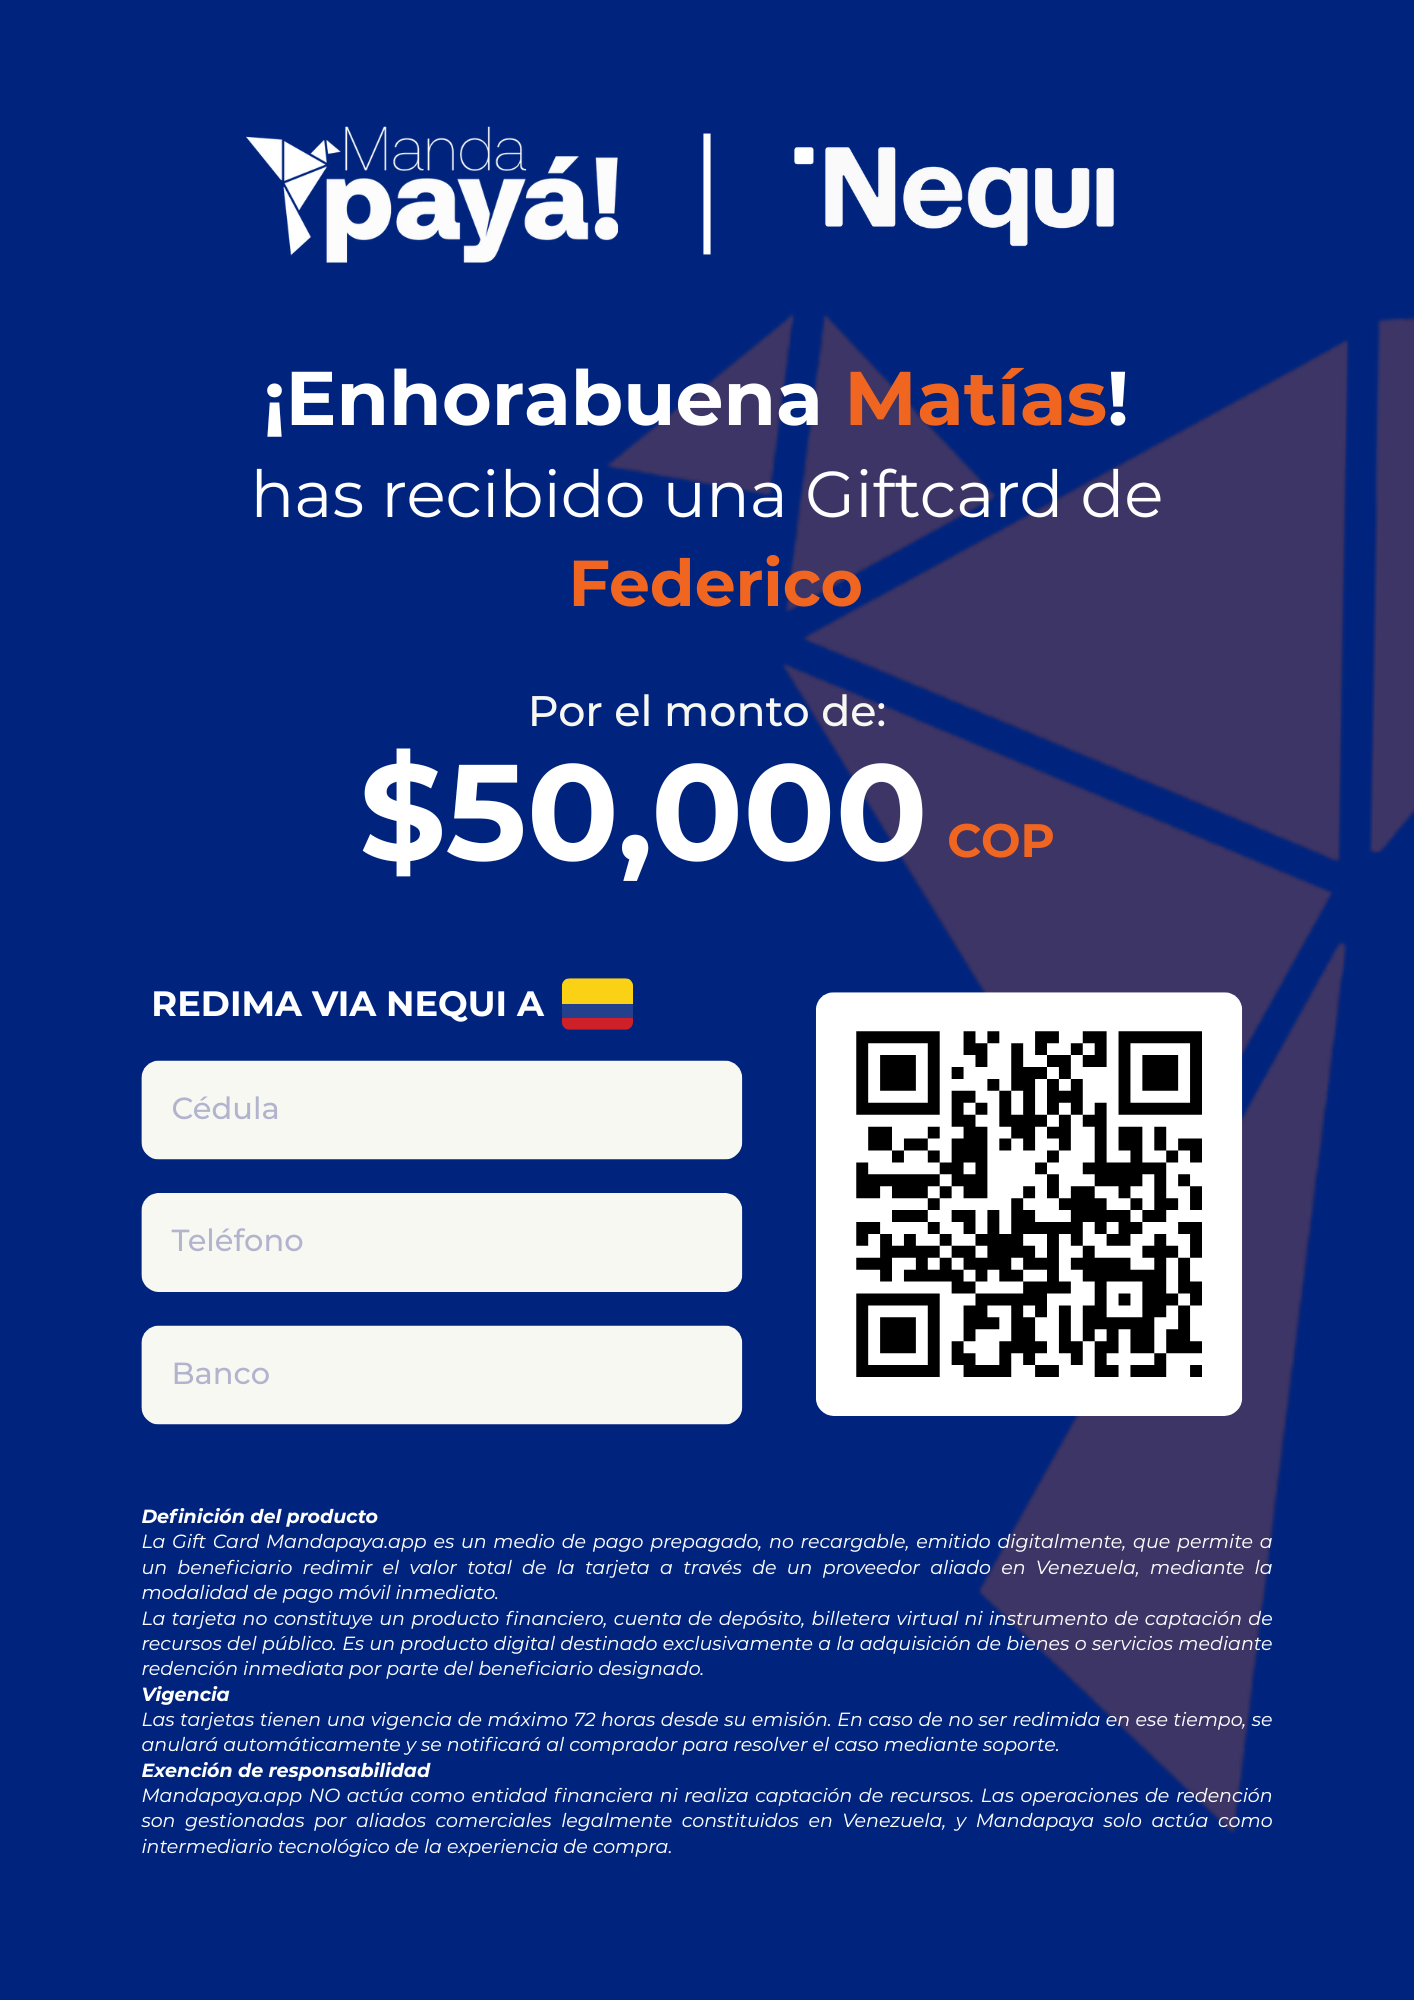 Manda
payá!
Nequi
¡Enhorabuena Matías!
has recibido una Giftcard de
Federico
Por el monto de:
$50,000 COP
REDIMA VIA NEQUI A
Cédula
Teléfono
Banco
Definición del producto
La Gift Card Mandapaya.app es un medio de pago prepagado, no recargable, emitido digitalmente, que permite a
un beneficiario redimir el valor total de la tarjeta a través de un proveedor aliado en Venezuela, mediante la
modalidad de pago móvil inmediato.
La tarjeta no constituye un producto financiero, cuenta de depósito, billetera virtual ni instrumento de captación de
recursos del público. Es un producto digital destinado exclusivamente a la adquisición de bienes o servicios mediante
redención inmediata por parte del beneficiario designado.
Vigencia
Las tarjetas tienen una vigencia de máximo 72 horas desde su emisión. En caso de no ser redimida en ese tiempo, se
anulará automáticamente y se notificará al comprador para resolver el caso mediante soporte.
Exención de responsabilidad
Mandapaya.app NO actúa como entidad financiera ni realiza captación de recursos. Las operaciones de redención
son gestionadas por aliados comerciales legalmente constituidos en Venezuela, y Mandapaya solo actúa como
intermediario tecnológico de la experiencia de compra.